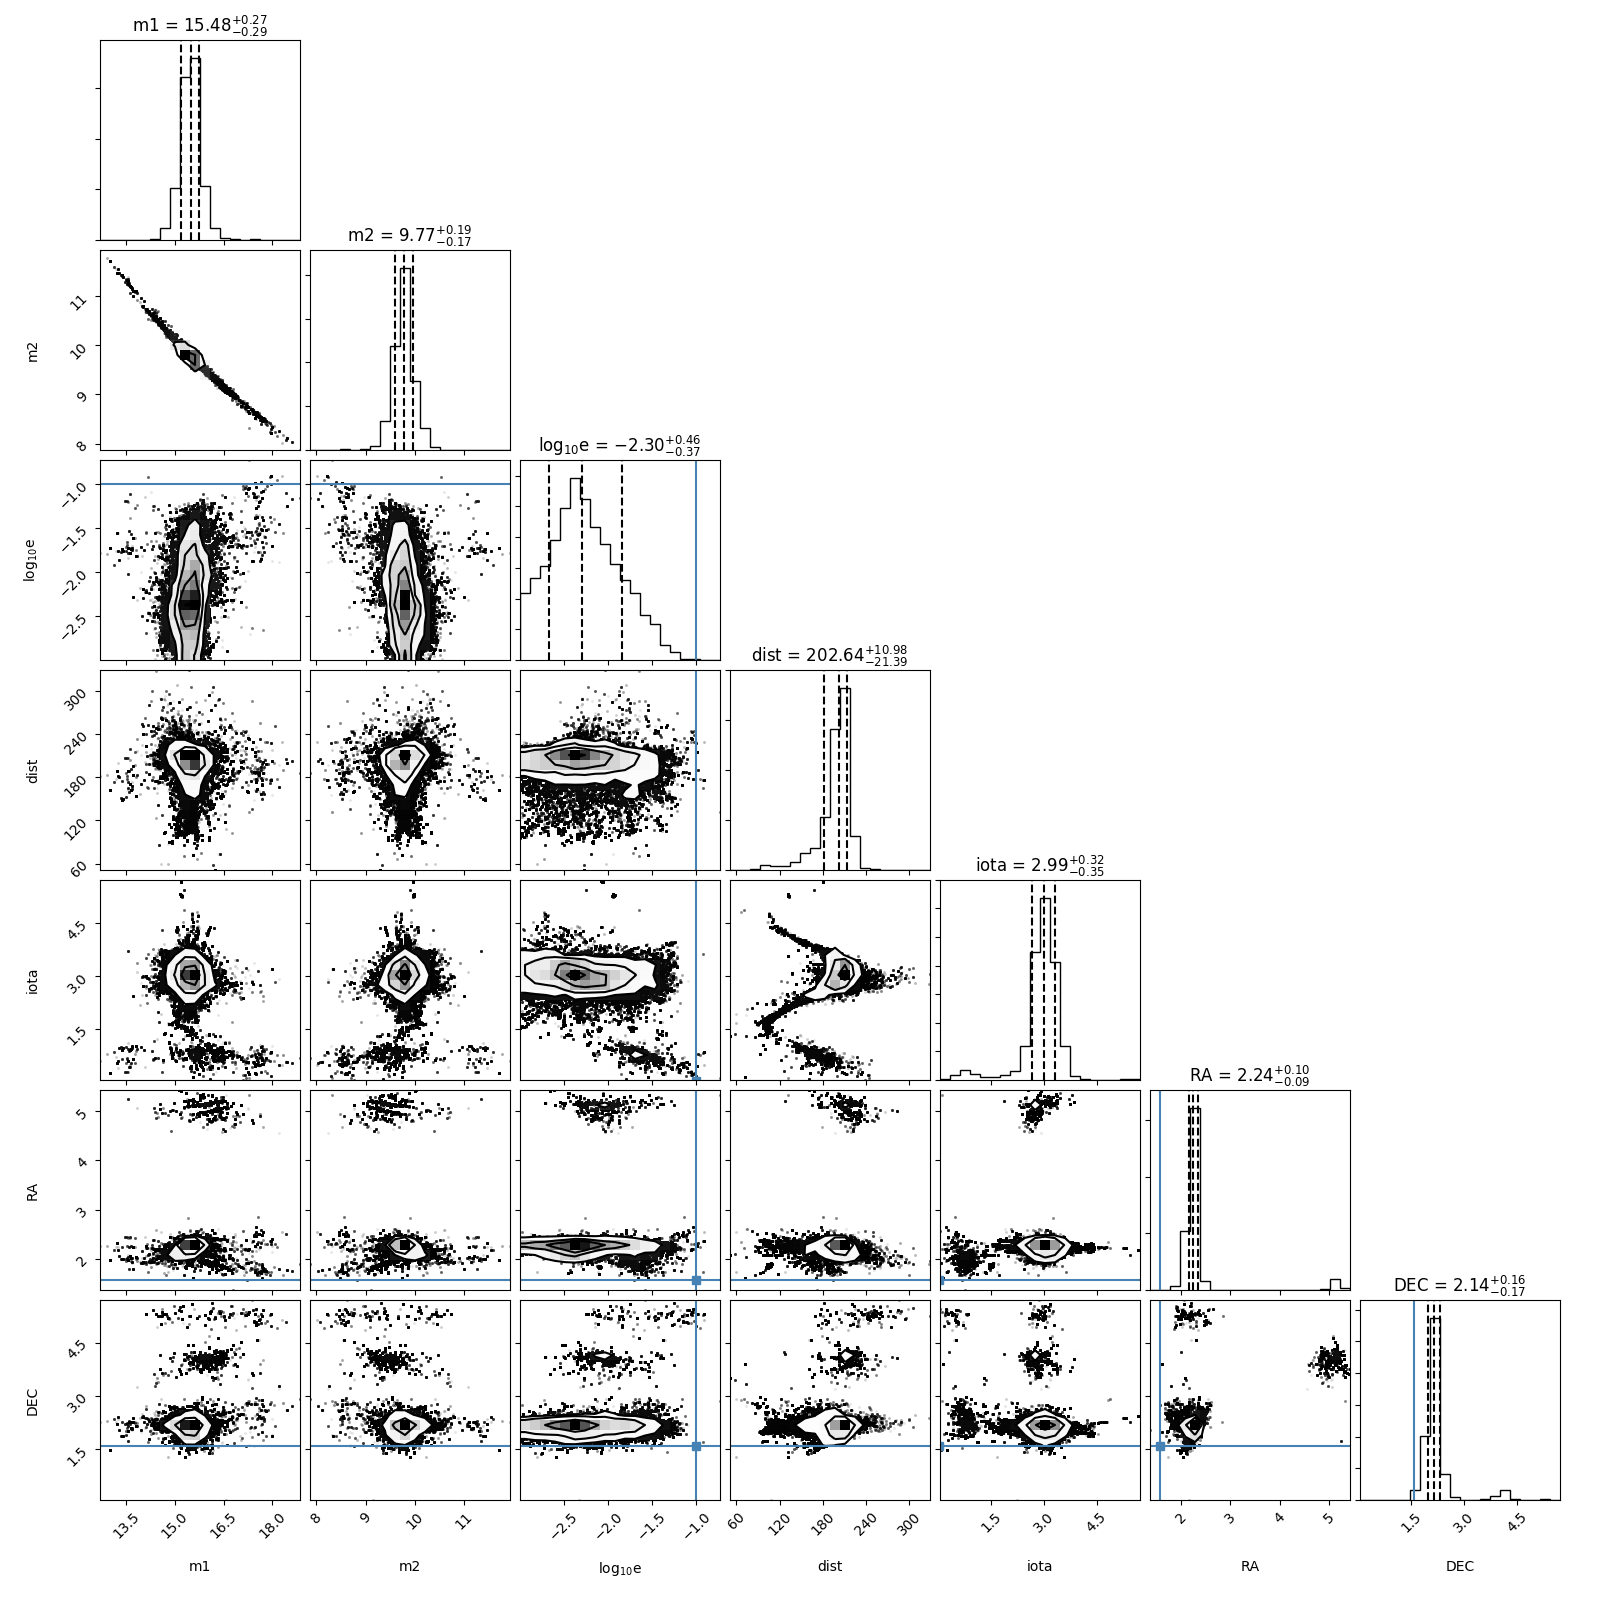 m1 = 15.48+0.27−0.29
m2 = 9.77+0.19−0.17
m2
11
10
9
8
log10e = −2.30+0.46−0.37
log10e
−1.0
−1.5
−2.0
−2.5
dist = 202.64+10.98−21.39
dist
300
240
180
120
60
iota = 2.99+0.32−0.35
iota
4.5
3.0
1.5
RA = 2.24+0.10−0.09
RA
5
4
3
2
DEC = 2.14+0.16−0.17
DEC
4.5
3.0
1.5
13.5 15.0 16.5 18.0 8 9 10 11 −2.5 −2.0 −1.5 −1.0 60 120 180 240 300 1.5 3.0 4.5 2 3 4 5 1.5 3.0 4.5
m1 m2 log10e dist iota RA DEC